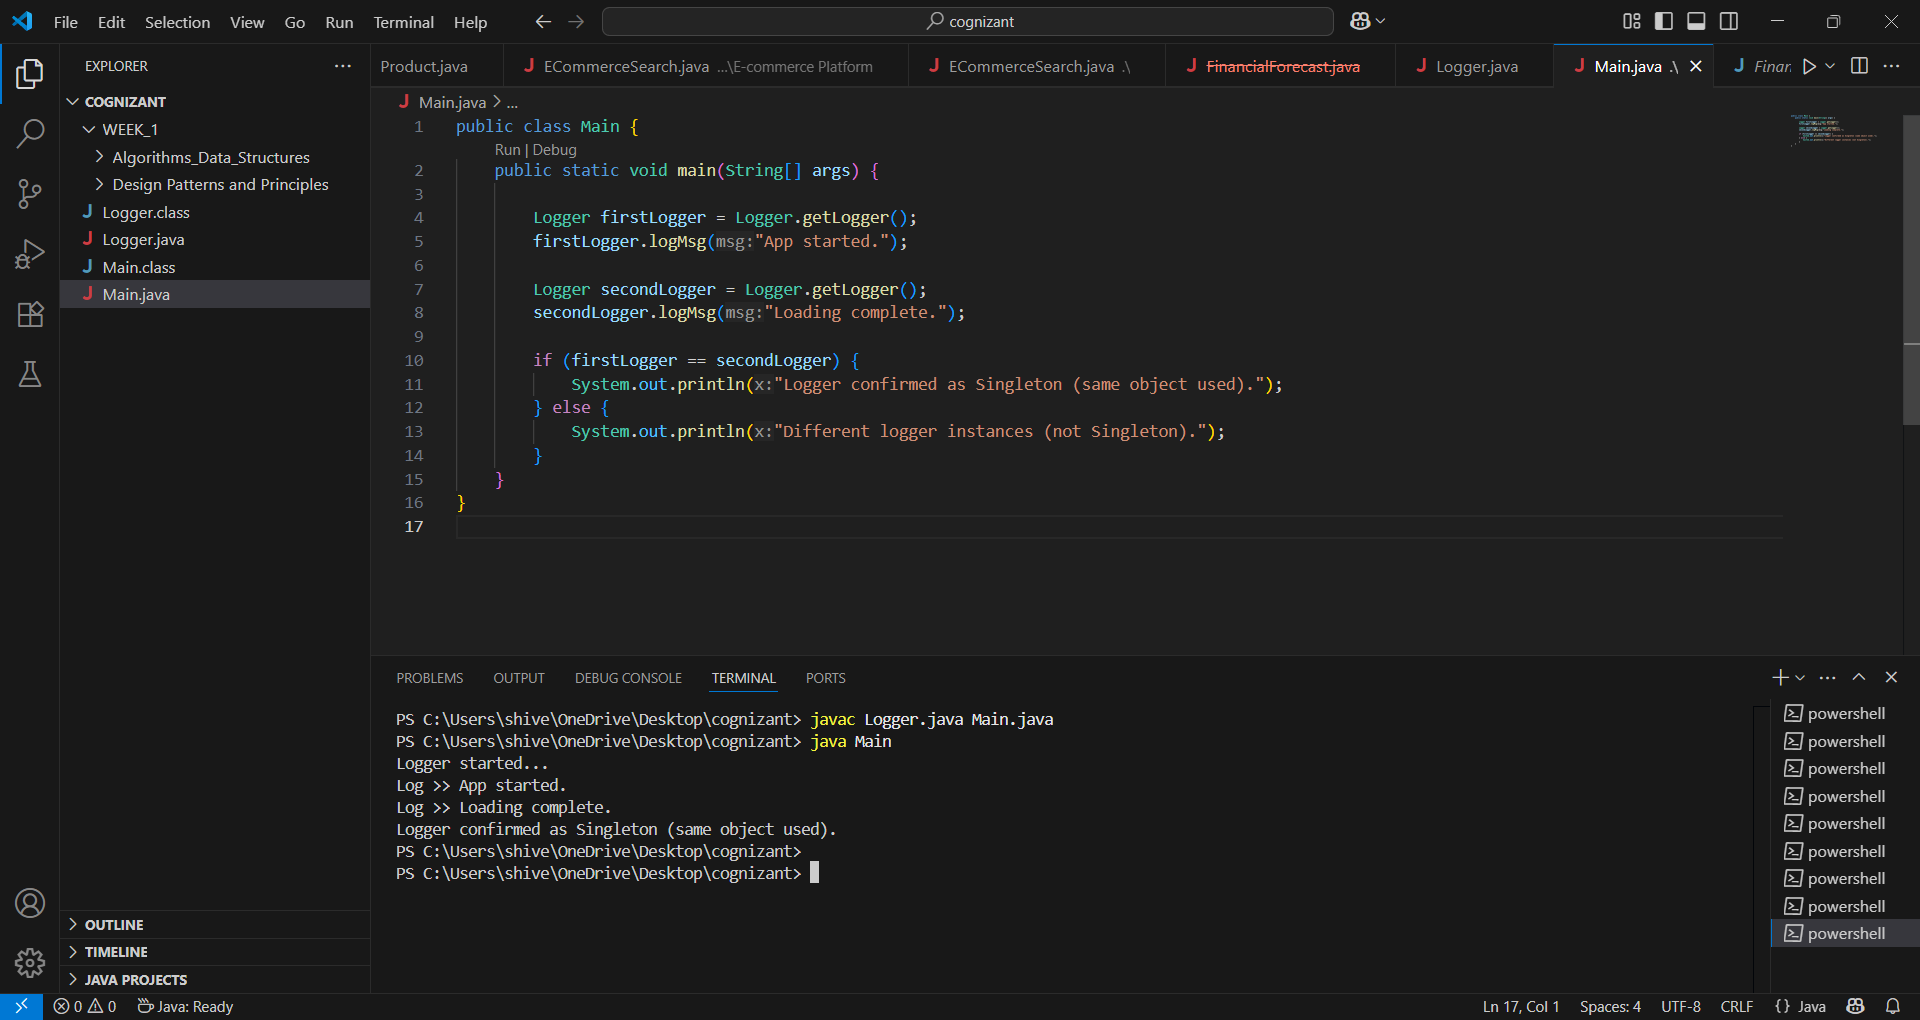 File Edit Selection View Go Run Terminal Help
cognizant
EXPLORER
COGNIZANT
WEEK_1
Algorithms_Data_Structures
Design Patterns and Principles
Logger.class
Logger.java
Main.class
Main.java
OUTLINE
TIMELINE
JAVA PROJECTS
Product.java
ECommerceSearch.java ...\E-commerce Platform
ECommerceSearch.java .\
FinancialForecast.java
Logger.java
Main.java .\
Main.java > ...
1 public class Main {
Run | Debug
2 public static void main(String[] args) {
3
4 Logger firstLogger = Logger.getLogger();
5 firstLogger.logMsg(msg:"App started.");
6
7 Logger secondLogger = Logger.getLogger();
8 secondLogger.logMsg(msg:"Loading complete.");
9
10 if (firstLogger == secondLogger) {
11 System.out.println(x:"Logger confirmed as Singleton (same object used).");
12 } else {
13 System.out.println(x:"Different logger instances (not Singleton).");
14 }
15 }
16 }
17
PROBLEMS OUTPUT DEBUG CONSOLE TERMINAL PORTS
PS C:\Users\shive\OneDrive\Desktop\cognizant> javac Logger.java Main.java
PS C:\Users\shive\OneDrive\Desktop\cognizant> java Main
Logger started...
Log >> App started.
Log >> Loading complete.
Logger confirmed as Singleton (same object used).
PS C:\Users\shive\OneDrive\Desktop\cognizant>
PS C:\Users\shive\OneDrive\Desktop\cognizant>
powershell
powershell
powershell
powershell
powershell
powershell
powershell
powershell
powershell
0 0 Java: Ready
Ln 17, Col 1 Spaces: 4 UTF-8 CRLF {} Java